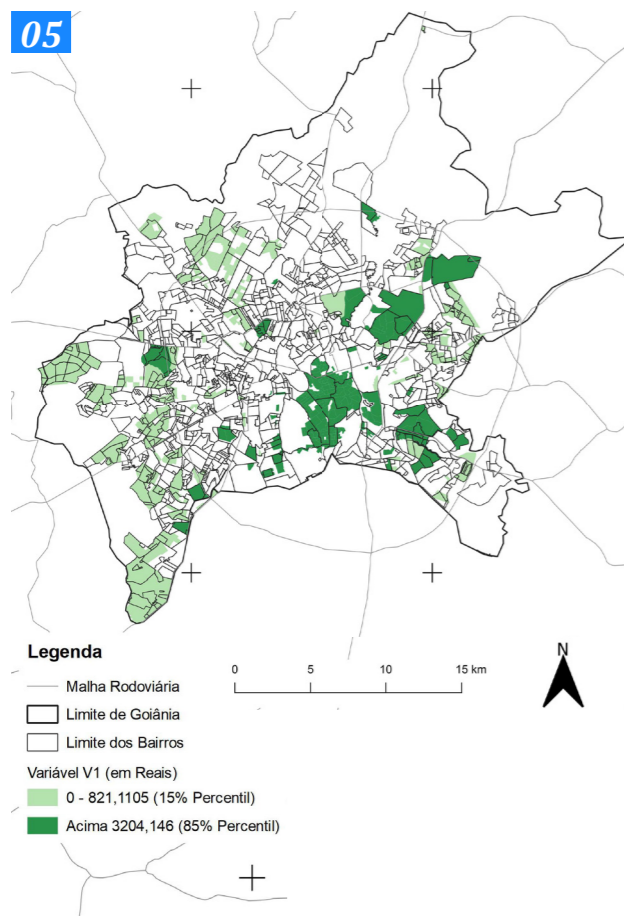 05
Legenda
Malha Rodoviária
Limite de Goiânia
Limite dos Bairros
Variável V1 (em Reais)
0 - 821,1105 (15% Percentil)
Acima 3204,146 (85% Percentil)
0 5 10 15 km
N